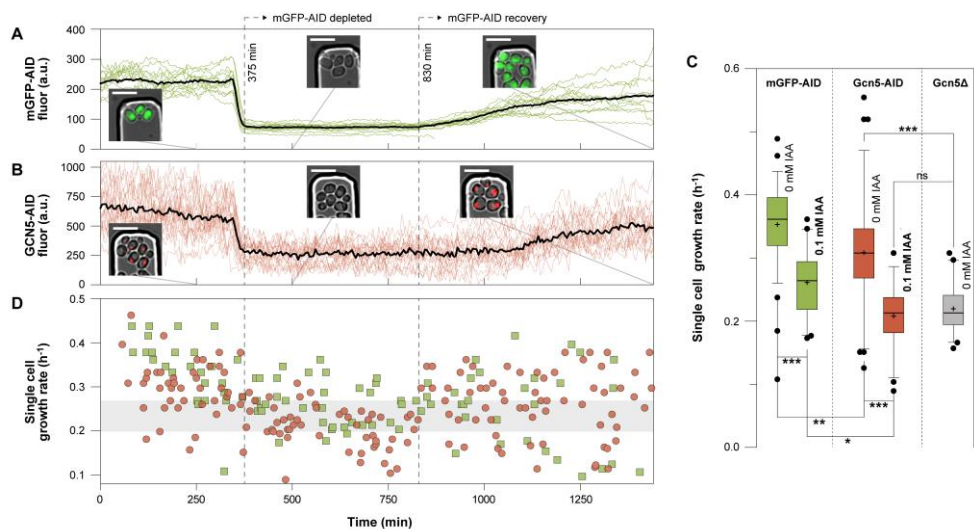 mGFP-AID depleted
mGFP-AID recovery
A
mGFP-AID
fluor (a.u.)
400
300
200
100
0
375 min
830 min
B
GCN5-AID
fluor (a.u.)
1000
750
500
250
0
D
Single cell
growth rate (h-1)
0.5
0.4
0.3
0.2
0.1
0
250
500
750
1000
1250
Time (min)
C
Single cell growth rate (h-1)
0.6
0.4
0.2
0.0
mGFP-AID
Gcn5-AID
Gcn5Δ
0 mM IAA
0.1 mM IAA
0 mM IAA
0.1 mM IAA
0 mM IAA
***
ns
***
***
**
*